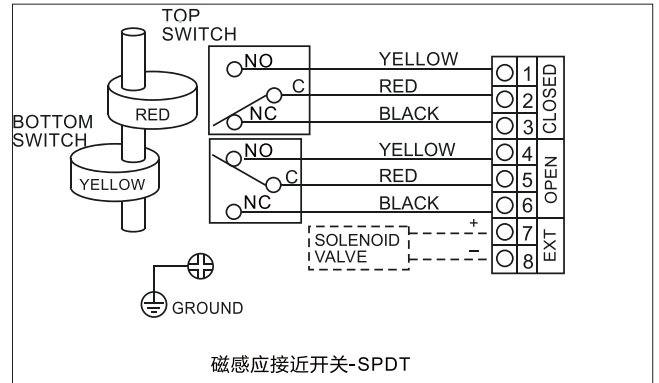 TOP
SWITCH
RED
BOTTOM
SWITCH
YELLOW
NO
C
NC
NO
C
NC
YELLOW
RED
BLACK
YELLOW
RED
BLACK
SOLENOID
VALVE
+
−
1
2
3
4
5
6
7
8
CLOSED
OPEN
EXT
GROUND
磁感应接近开关-SPDT